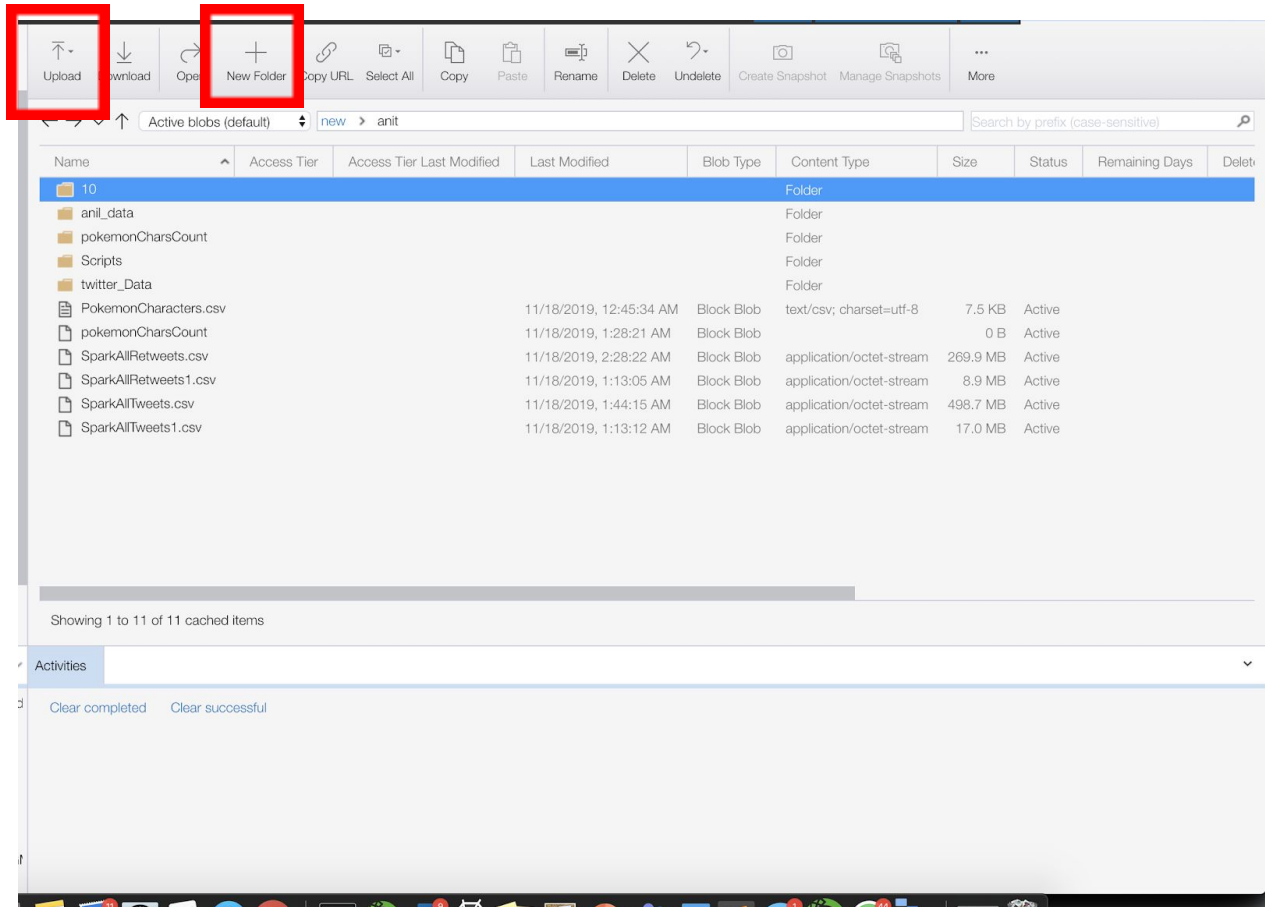 Upload Download Open New Folder Copy URL Select All Copy Paste Rename Delete Undelete Create Snapshot Manage Snapshots More
Active blobs (default) new > anit Search by prefix (case-sensitive)
Name Access Tier Access Tier Last Modified Last Modified Blob Type Content Type Size Status Remaining Days Delet
10 Folder
anil_data Folder
pokemonCharsCount Folder
Scripts Folder
twitter_Data Folder
PokemonCharacters.csv 11/18/2019, 12:45:34 AM Block Blob text/csv; charset=utf-8 7.5 KB Active
pokemonCharsCount 11/18/2019, 1:28:21 AM Block Blob 0 B Active
SparkAllRetweets.csv 11/18/2019, 2:28:22 AM Block Blob application/octet-stream 269.9 MB Active
SparkAllRetweets1.csv 11/18/2019, 1:13:05 AM Block Blob application/octet-stream 8.9 MB Active
SparkAllTweets.csv 11/18/2019, 1:44:15 AM Block Blob application/octet-stream 498.7 MB Active
SparkAllTweets1.csv 11/18/2019, 1:13:12 AM Block Blob application/octet-stream 17.0 MB Active
Showing 1 to 11 of 11 cached items
Activities
Clear completed Clear successful